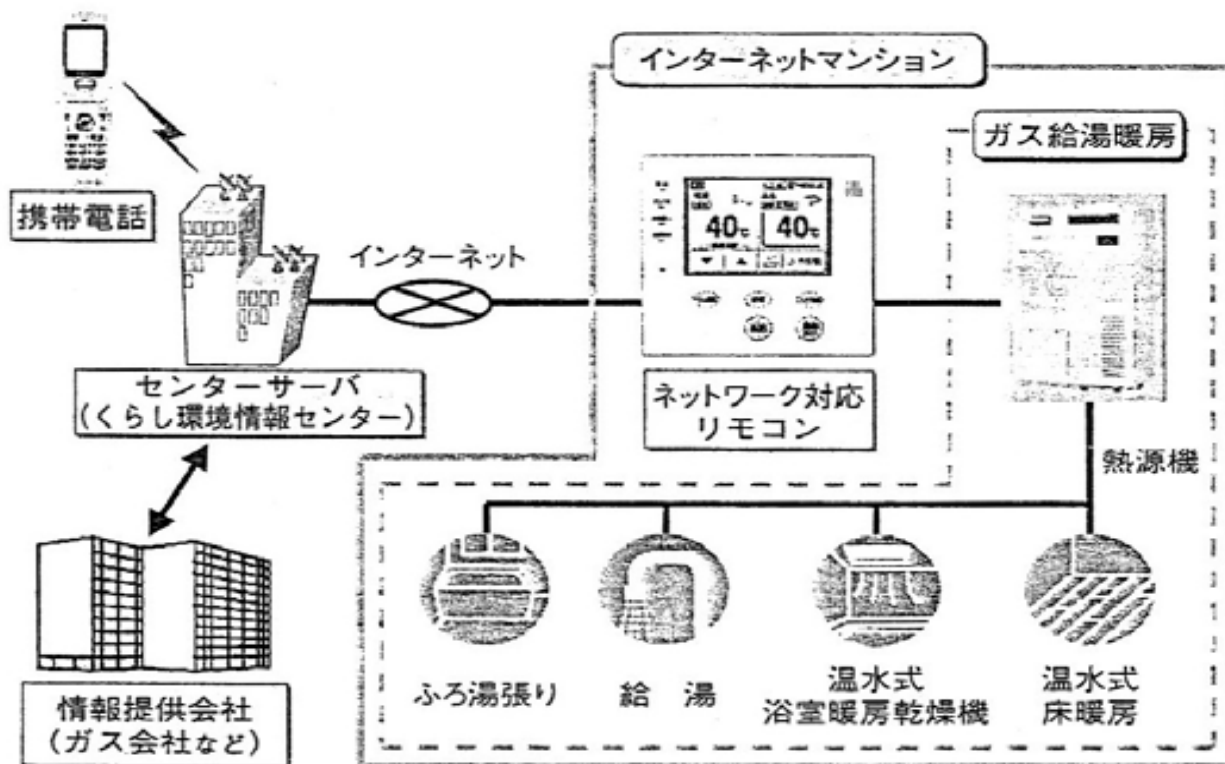 インターネットマンション
ガス給湯暖房
携帯電話
インターネット
40℃
40℃
センターサーバ
(くらし環境情報センター)
ネットワーク対応
リモコン
熱源機
ふろ湯張り
給 湯
温水式
浴室暖房乾燥機
温水式
床暖房
情報提供会社
(ガス会社など)